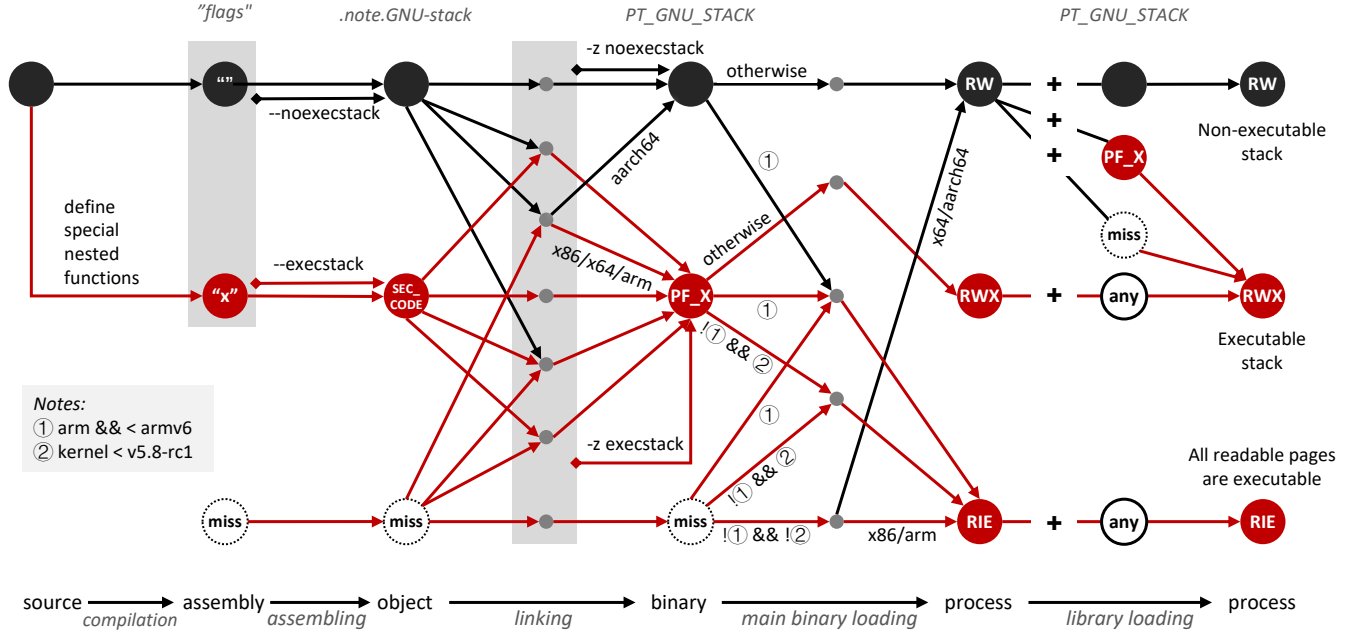 "flags"
.note.GNU-stack
PT_GNU_STACK
PT_GNU_STACK
-z noexecstack
“”
otherwise
RW
+
RW
--noexecstack
+
Non-executable
stack
aarch64
①
+
PF_X
x64/aarch64
define
special
nested
functions
otherwise
miss
--execstack
x86/x64/arm
“x”
SEC_
CODE
PF_X
①
RWX
+
any
RWX
!① && ②
Executable
stack
Notes:
① arm && < armv6
② kernel < v5.8-rc1
①
-z execstack
!① && ②
All readable pages
are executable
miss
miss
miss
!① && !②
x86/arm
RIE
+
any
RIE
source
assembly
object
binary
process
process
compilation
assembling
linking
main binary loading
library loading